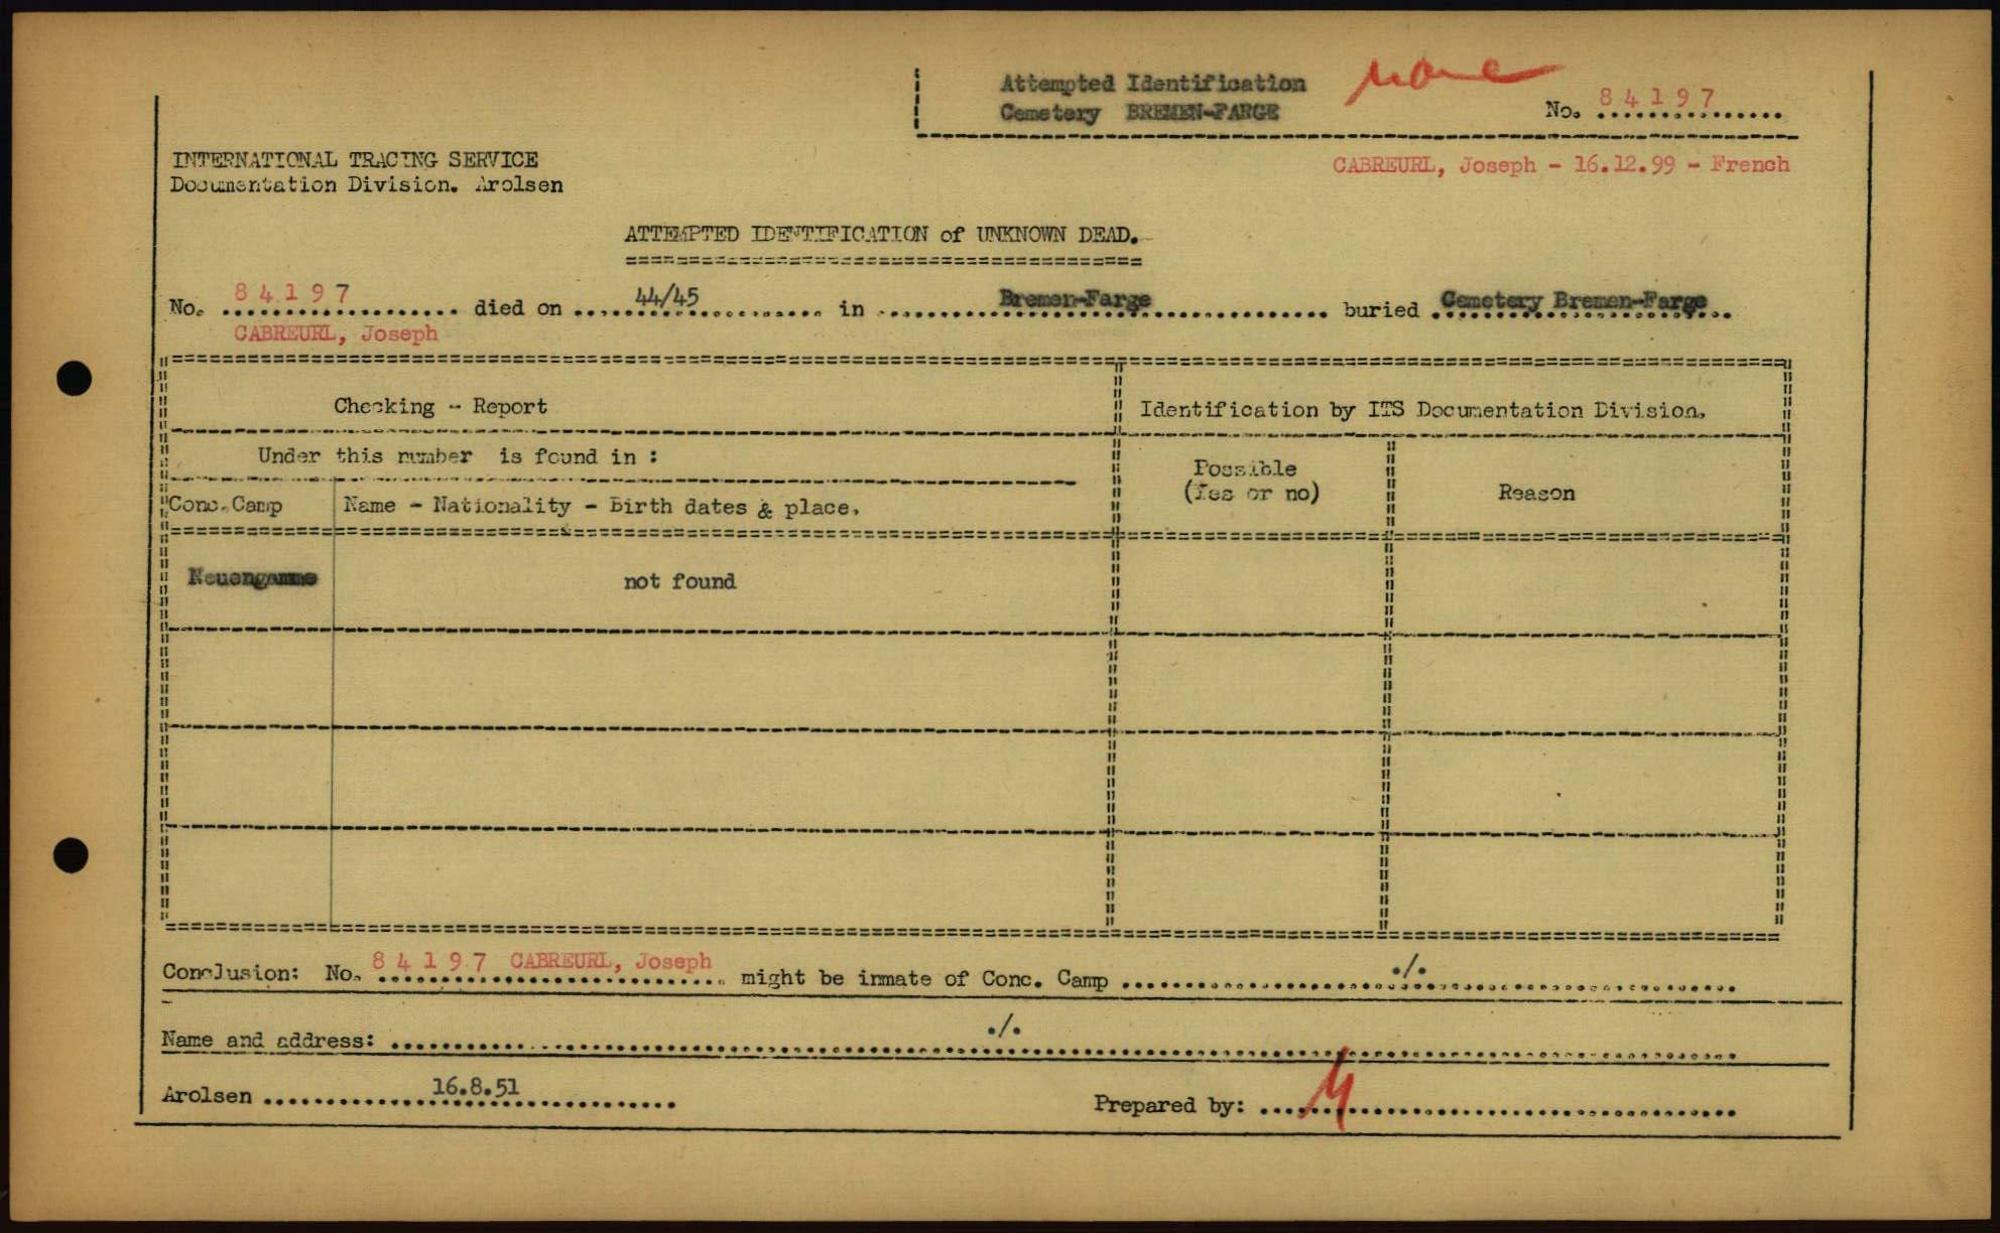 Attempted Identification
Cemetery BREMEN-FARGE
none
No. 84197
INTERNATIONAL TRACING SERVICE
Documentation Division. Arolsen
CABREURL, Joseph - 16.12.99 - French
ATTEMPTED IDENTIFICATION of UNKNOWN DEAD.
No. 84197 died on 44/45 in Bremen-Farge buried Cemetery Bremen-Farge
CABREURL, Joseph
Checking - Report
Identification by ITS Documentation Division.
Under this number is found in :
Possible
(Yes or no)
Reason
Conc.Camp
Name - Nationality - Birth dates & place.
Neuengamme
not found
Conclusion: No. 84197 CABREURL, Joseph might be inmate of Conc. Camp ./.
Name and address: ./.
Arolsen 16.8.51
Prepared by: